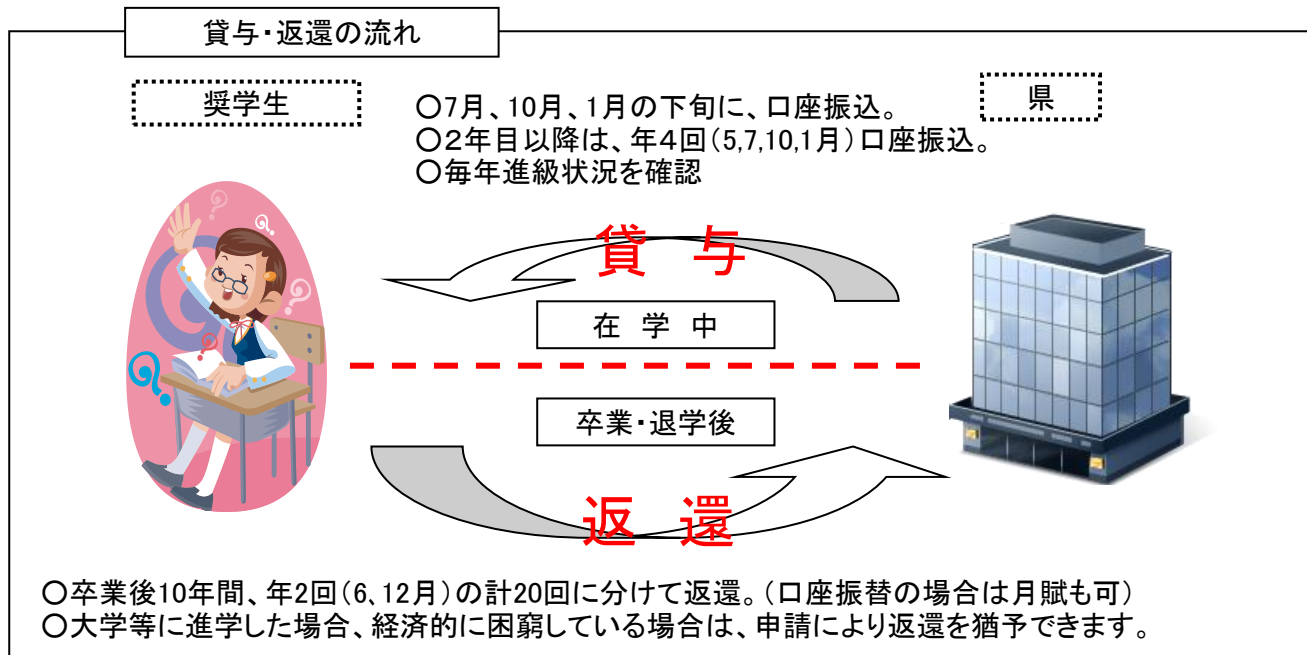 貸与・返還の流れ
奨学生
県
○7月、10月、1月の下旬に、口座振込。
○2年目以降は、年4回(5,7,10,1月)口座振込。
○毎年進級状況を確認
貸 与
在 学 中
卒業・退学後
返 還
○卒業後10年間、年2回(6、12月)の計20回に分けて返還。(口座振替の場合は月賦も可)
○大学等に進学した場合、経済的に困窮している場合は、申請により返還を猶予できます。